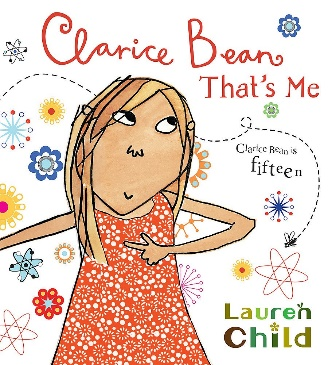 Clarice Bean
That's Me
Clarice Bean is
fifteen
Lauren
Child